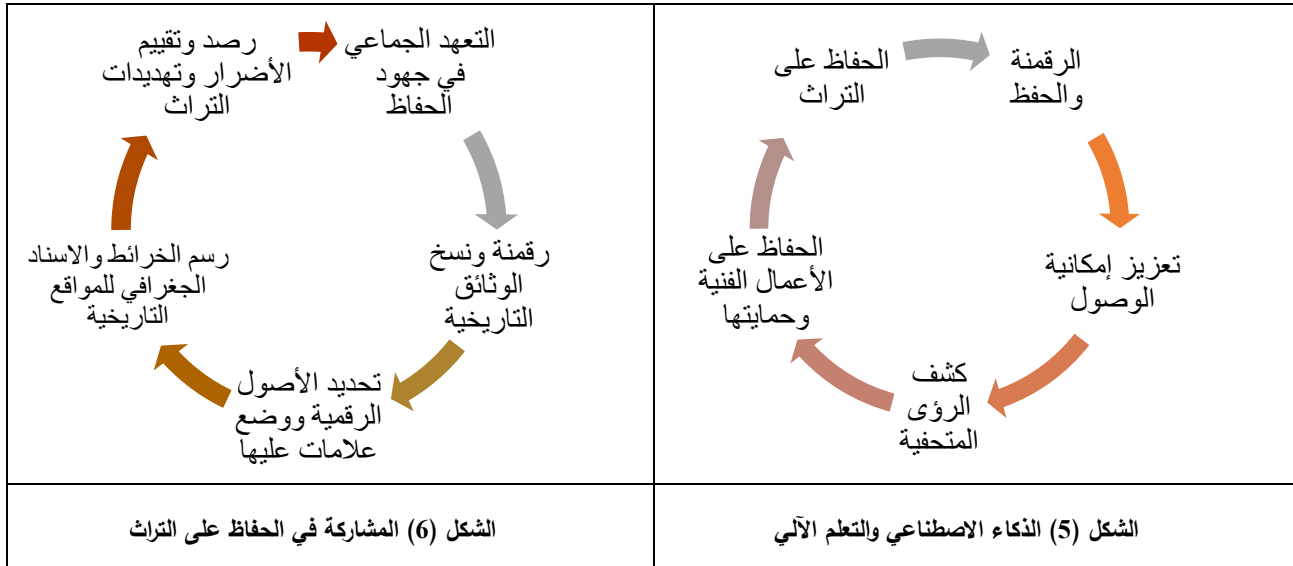 الرقمنة
والحفظ
تعزيز إمكانية
الوصول
كشف
الرؤى
المتحفية
الحفاظ على
الأعمال الفنية
وحمايتها
الحفاظ على
التراث
الشكل (5) الذكاء الاصطناعي والتعلم الآلي
التعهد الجماعي
في جهود
الحفاظ
رقمنة ونسخ
الوثائق
التاريخية
تحديد الأصول
الرقمية ووضع
علامات عليها
رسم الخرائط والاسناد
الجغرافي للمواقع
التاريخية
رصد وتقييم
الأضرار وتهديدات
التراث
الشكل (6) المشاركة في الحفاظ على التراث